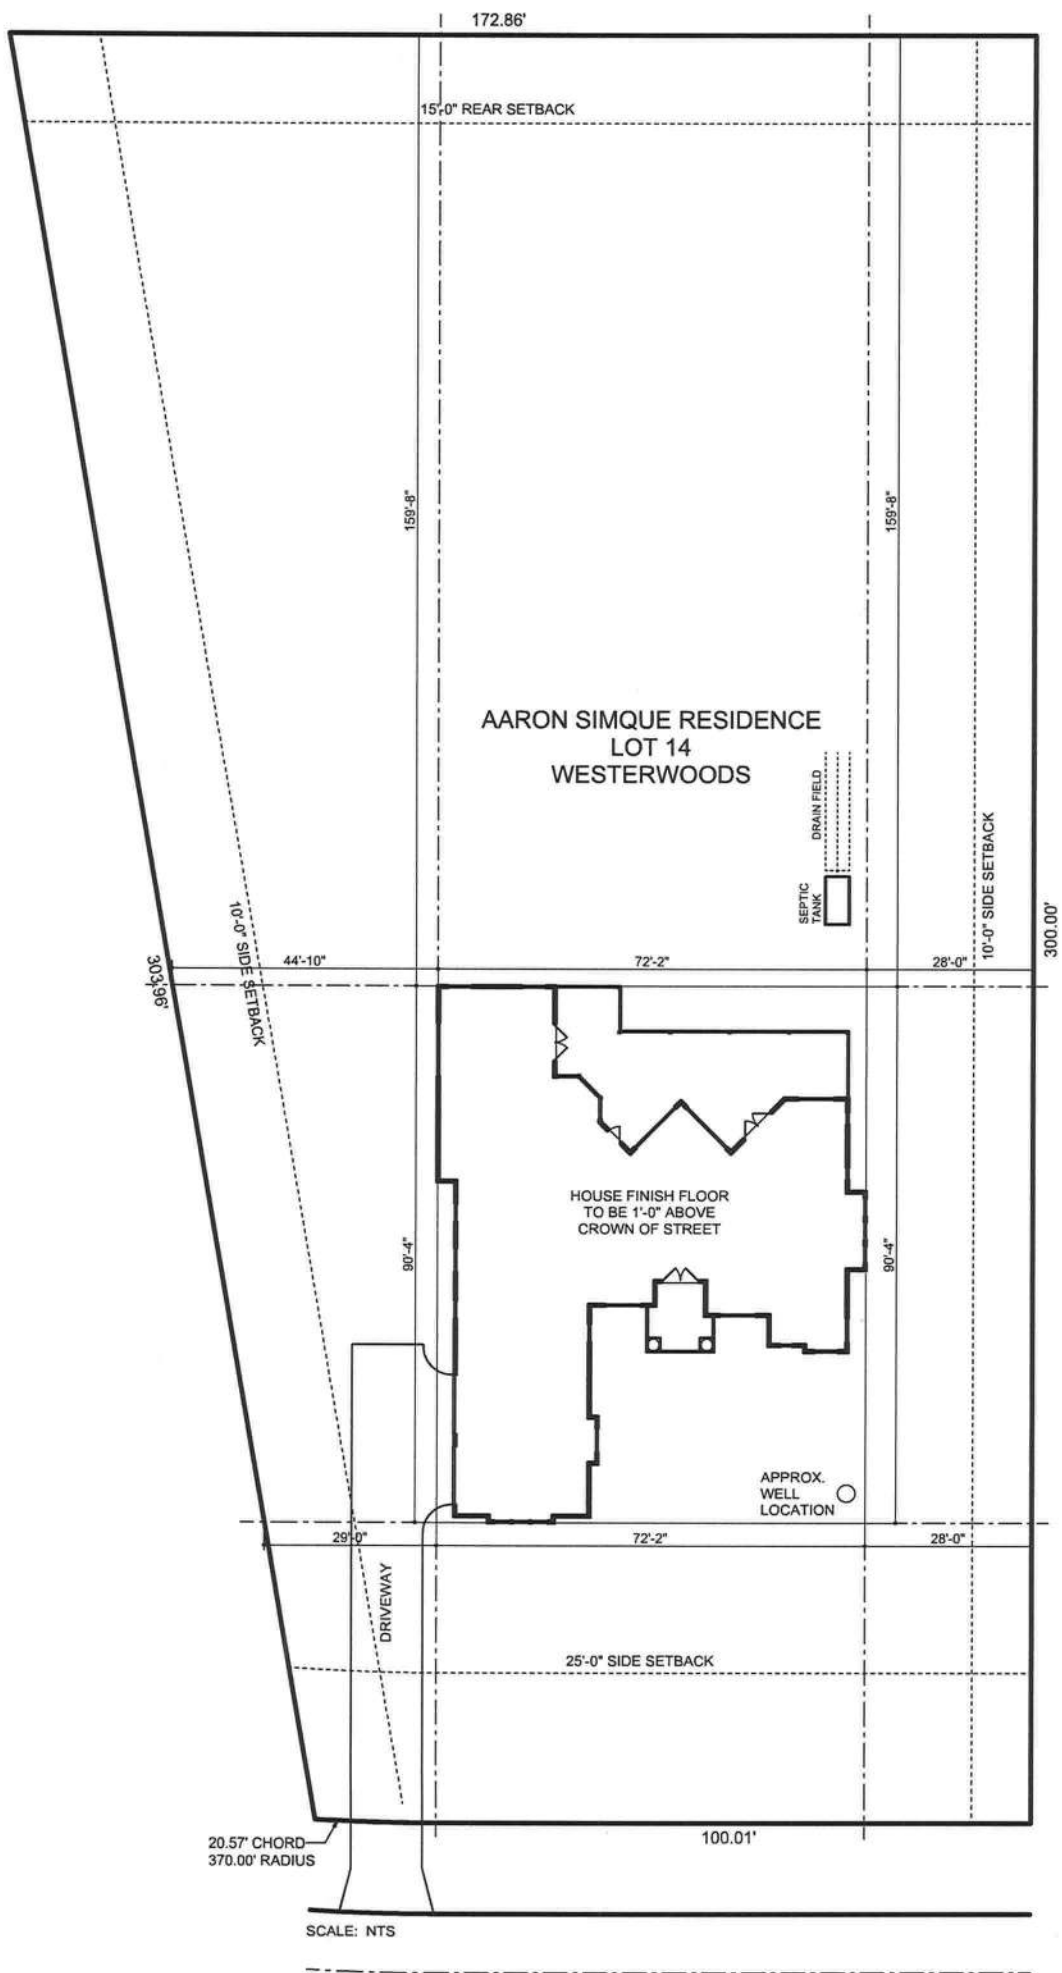 172.86'
15'-0" REAR SETBACK
159'-8"
159'-8"
AARON SIMQUE RESIDENCE
LOT 14
WESTERWOODS
DRAIN FIELD
SEPTIC
TANK
10'-0" SIDE SETBACK
300.00'
10'-0" SIDE SETBACK
303.96'
44'-10"
72'-2"
28'-0"
HOUSE FINISH FLOOR
TO BE 1'-0" ABOVE
CROWN OF STREET
90'-4"
90'-4"
APPROX.
WELL
LOCATION
29'-0"
72'-2"
28'-0"
DRIVEWAY
25'-0" SIDE SETBACK
20.57' CHORD
370.00' RADIUS
100.01'
SCALE: NTS